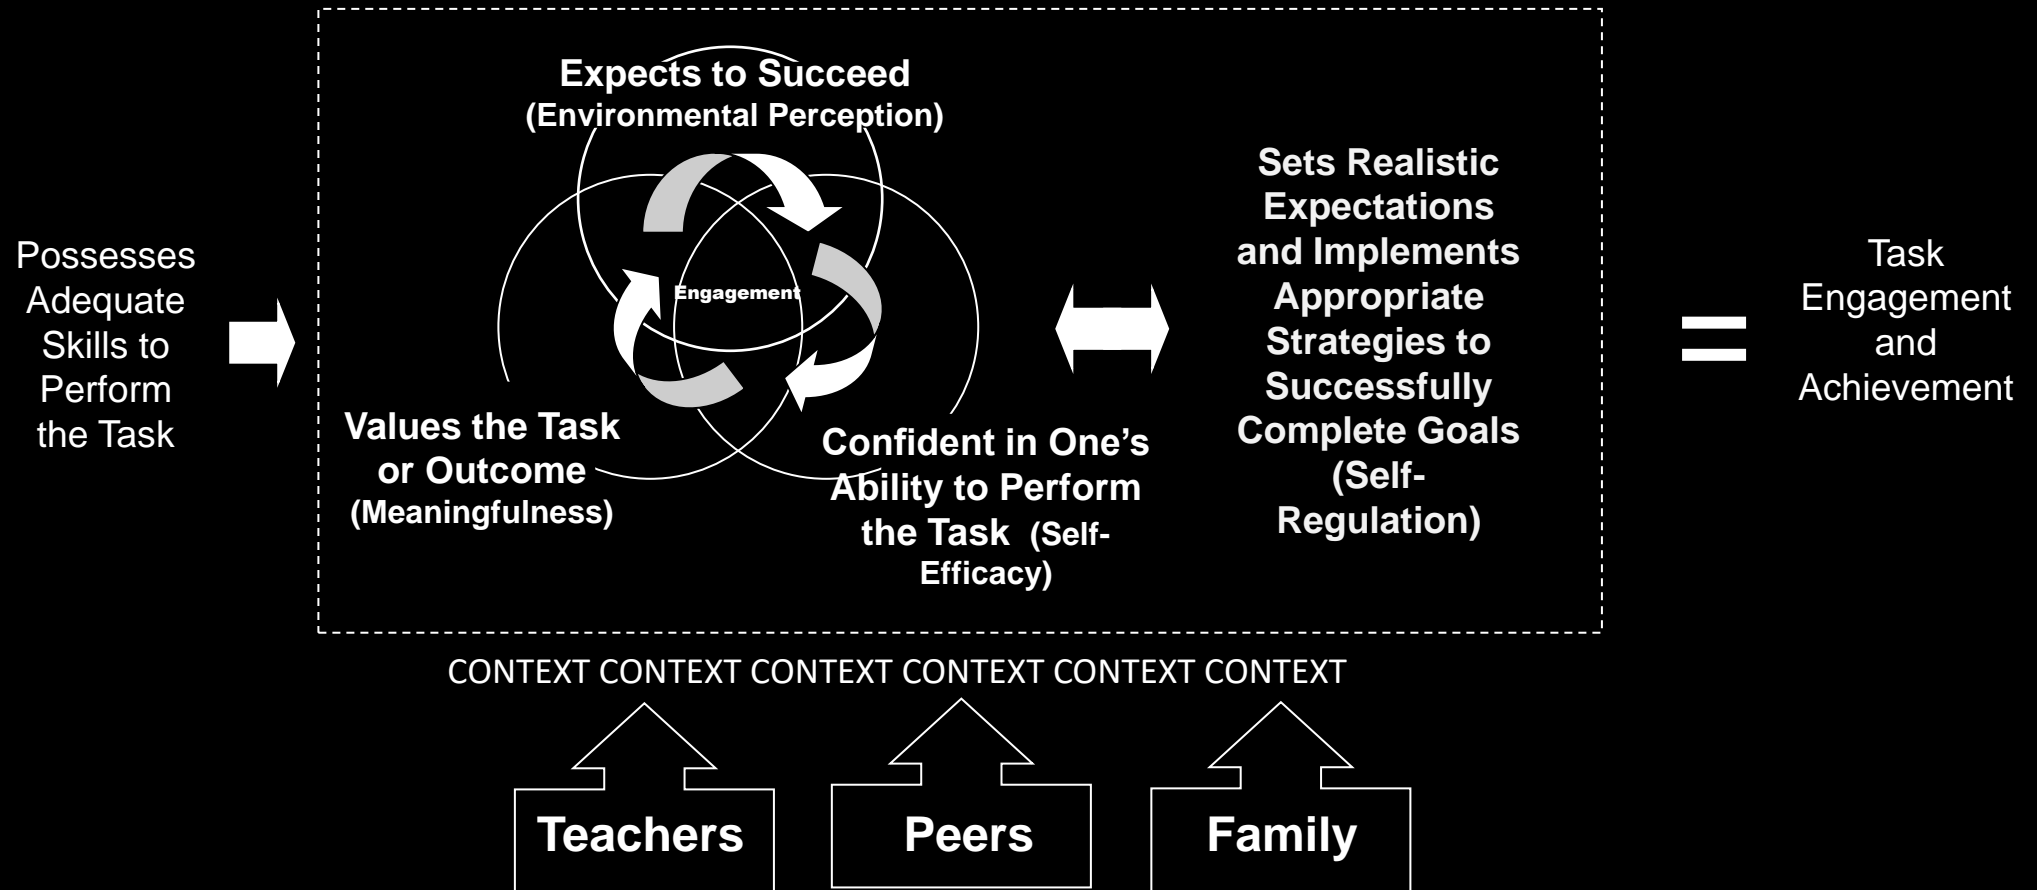 Expects to Succeed
(Environmental Perception)
Possesses
Adequate
Skills to
Perform
the Task
Engagement
Values the Task
or Outcome
(Meaningfulness)
Confident in One’s
Ability to Perform
the Task (Self-
Efficacy)
Sets Realistic
Expectations
and Implements
Appropriate
Strategies to
Successfully
Complete Goals
(Self-
Regulation)
=
Task
Engagement
and
Achievement
CONTEXT CONTEXT CONTEXT CONTEXT CONTEXT CONTEXT
Teachers
Peers
Family